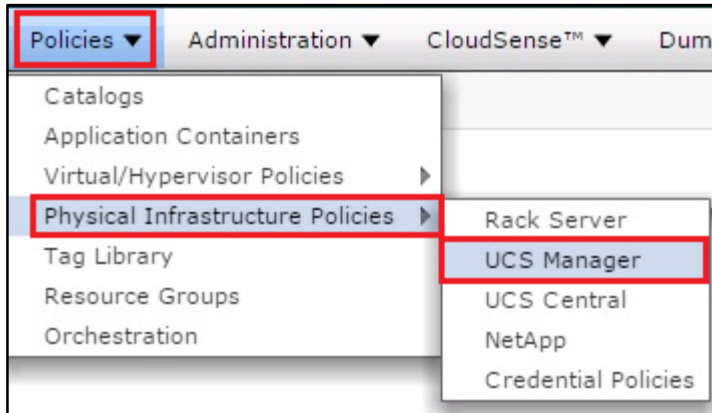 Policies ▼ Administration ▼ CloudSense™ ▼ Dum
Catalogs
Application Containers
Virtual/Hypervisor Policies
Physical Infrastructure Policies
Tag Library
Resource Groups
Orchestration
Rack Server
UCS Manager
UCS Central
NetApp
Credential Policies